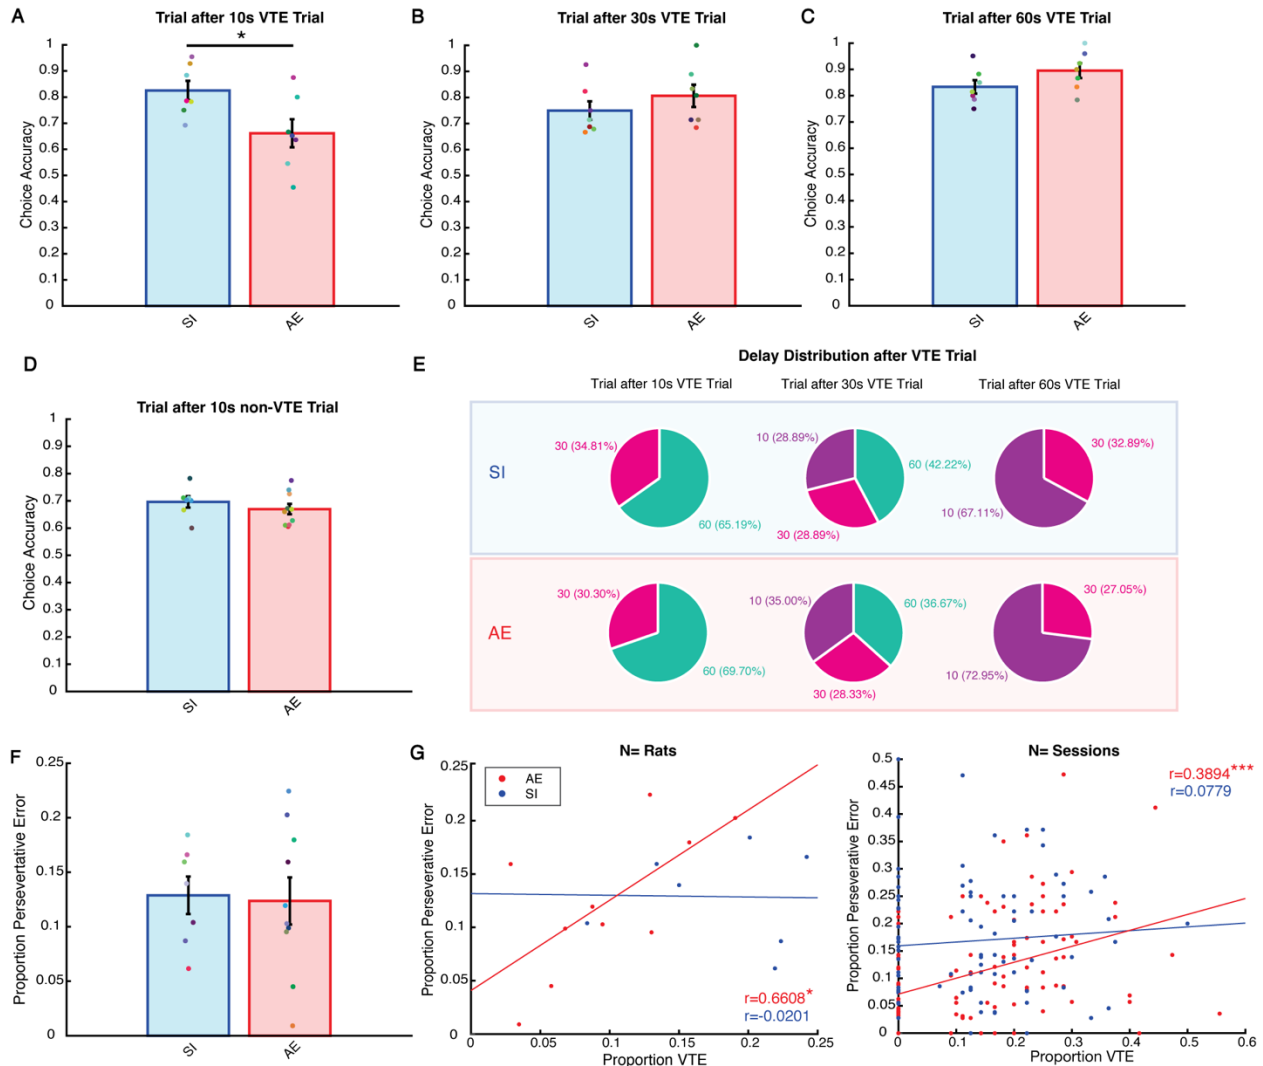 A
Trial after 10s VTE Trial
*
Choice Accuracy
1
0.9
0.8
0.7
0.6
0.5
0.4
0.3
0.2
0.1
0
SI
AE
B
Trial after 30s VTE Trial
Choice Accuracy
1
0.9
0.8
0.7
0.6
0.5
0.4
0.3
0.2
0.1
0
SI
AE
C
Trial after 60s VTE Trial
Choice Accuracy
1
0.9
0.8
0.7
0.6
0.5
0.4
0.3
0.2
0.1
0
SI
AE
D
Trial after 10s non-VTE Trial
Choice Accuracy
1
0.9
0.8
0.7
0.6
0.5
0.4
0.3
0.2
0.1
0
SI
AE
E
Delay Distribution after VTE Trial
Trial after 10s VTE Trial
Trial after 30s VTE Trial
Trial after 60s VTE Trial
SI
30 (34.81%)
60 (65.19%)
10 (28.89%)
60 (42.22%)
30 (28.89%)
30 (32.89%)
10 (67.11%)
AE
30 (30.30%)
60 (69.70%)
10 (35.00%)
60 (36.67%)
30 (28.33%)
30 (27.05%)
10 (72.95%)
F
Proportion Persevertative Error
0.25
0.2
0.15
0.1
0.05
0
SI
AE
G
N= Rats
AE
SI
Proportion Perseverative Error
0.25
0.2
0.15
0.1
0.05
0
r=0.6608*
r=-0.0201
0
0.05
0.1
0.15
0.2
0.25
Proportion VTE
N= Sessions
r=0.3894***
r=0.0779
Proportion Perseverative Error
0.5
0.45
0.4
0.35
0.3
0.25
0.2
0.15
0.1
0.05
0
0
0.1
0.2
0.3
0.4
0.5
0.6
Proportion VTE